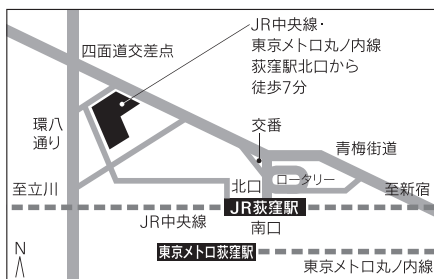 JR中央線・
東京メトロ丸ノ内線
荻窪駅北口から
徒歩7分
四面道交差点
環八
通り
交番
青梅街道
至立川
北口
ロータリー
至新宿
JR荻窪駅
JR中央線
南口
N
東京メトロ荻窪駅
東京メトロ丸ノ内線